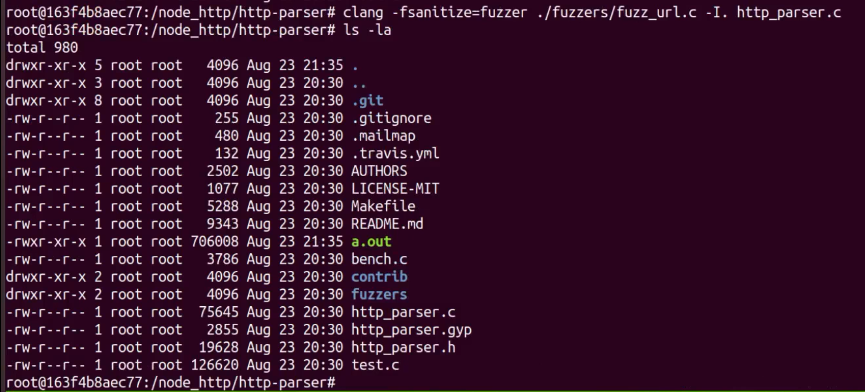 root@163f4b8aec77:/node_http/http-parser# clang -fsanitize=fuzzer ./fuzzers/fuzz_url.c -I. http_parser.c
root@163f4b8aec77:/node_http/http-parser# ls -la
total 980
drwxr-xr-x 5 root root   4096 Aug 23 21:35 .
drwxr-xr-x 3 root root   4096 Aug 23 20:30 ..
drwxr-xr-x 8 root root   4096 Aug 23 20:30 .git
-rw-r--r-- 1 root root    255 Aug 23 20:30 .gitignore
-rw-r--r-- 1 root root    480 Aug 23 20:30 .mailmap
-rw-r--r-- 1 root root    132 Aug 23 20:30 .travis.yml
-rw-r--r-- 1 root root   2502 Aug 23 20:30 AUTHORS
-rw-r--r-- 1 root root   1077 Aug 23 20:30 LICENSE-MIT
-rw-r--r-- 1 root root   5288 Aug 23 20:30 Makefile
-rw-r--r-- 1 root root   9343 Aug 23 20:30 README.md
-rwxr-xr-x 1 root root 706008 Aug 23 21:35 a.out
-rw-r--r-- 1 root root   3786 Aug 23 20:30 bench.c
drwxr-xr-x 2 root root   4096 Aug 23 20:30 contrib
drwxr-xr-x 2 root root   4096 Aug 23 20:30 fuzzers
-rw-r--r-- 1 root root  75645 Aug 23 20:30 http_parser.c
-rw-r--r-- 1 root root   2855 Aug 23 20:30 http_parser.gyp
-rw-r--r-- 1 root root  19628 Aug 23 20:30 http_parser.h
-rw-r--r-- 1 root root 126620 Aug 23 20:30 test.c
root@163f4b8aec77:/node_http/http-parser#